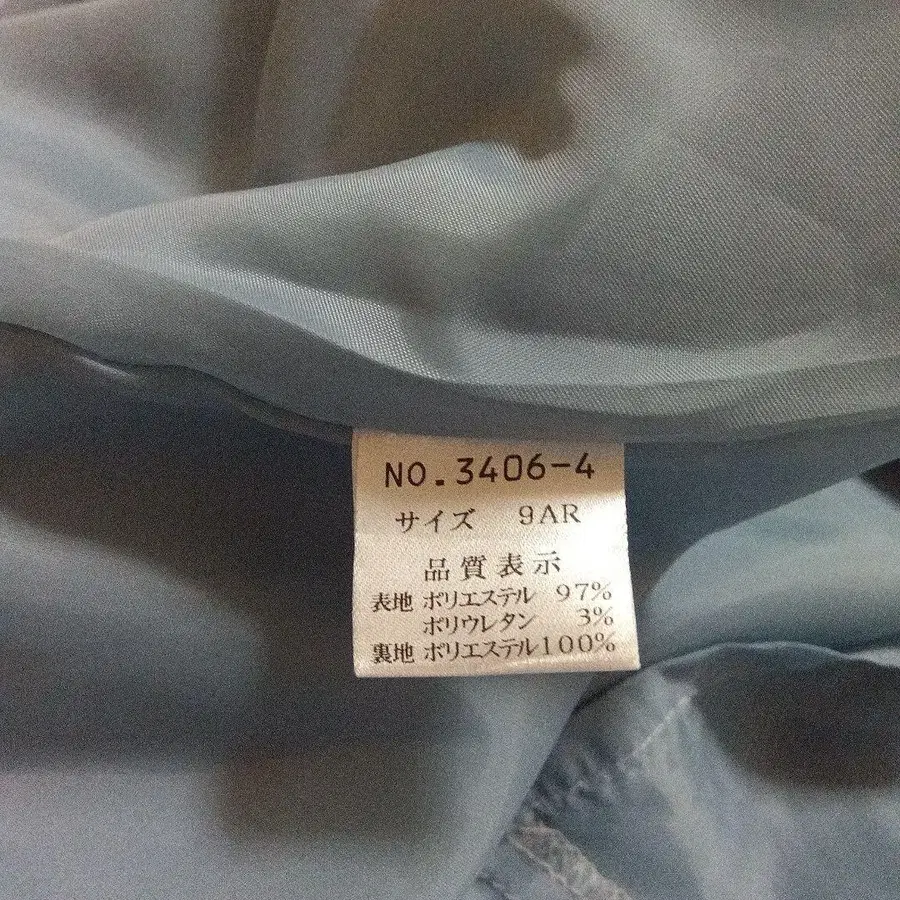 NO.3406-4
サイズ 9AR
品質表示
表地 ポリエステル 97%
ポリウレタン 3%
裏地 ポリエステル100%